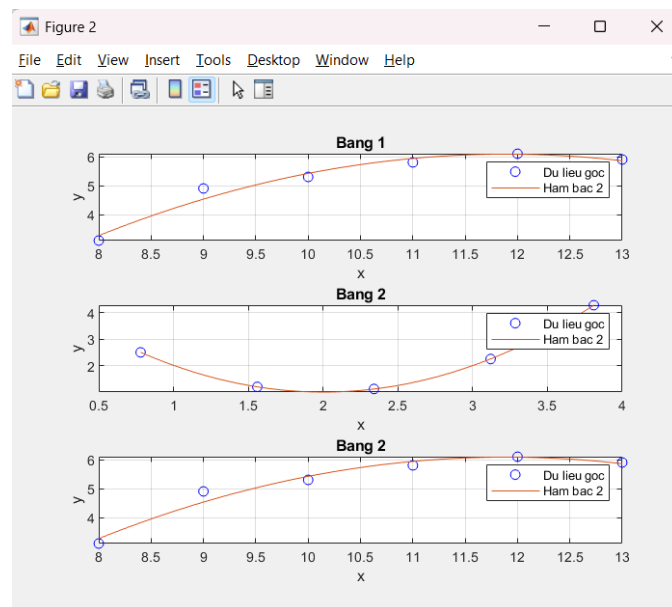 Figure 2
File Edit View Insert Tools Desktop Window Help
Bang 1
6
5
4
y
Du lieu goc
Ham bac 2
8 8.5 9 9.5 10 10.5 11 11.5 12 12.5 13
x
Bang 2
4
3
2
y
Du lieu goc
Ham bac 2
0.5 1 1.5 2 2.5 3 3.5 4
x
Bang 2
6
5
4
y
Du lieu goc
Ham bac 2
8 8.5 9 9.5 10 10.5 11 11.5 12 12.5 13
x